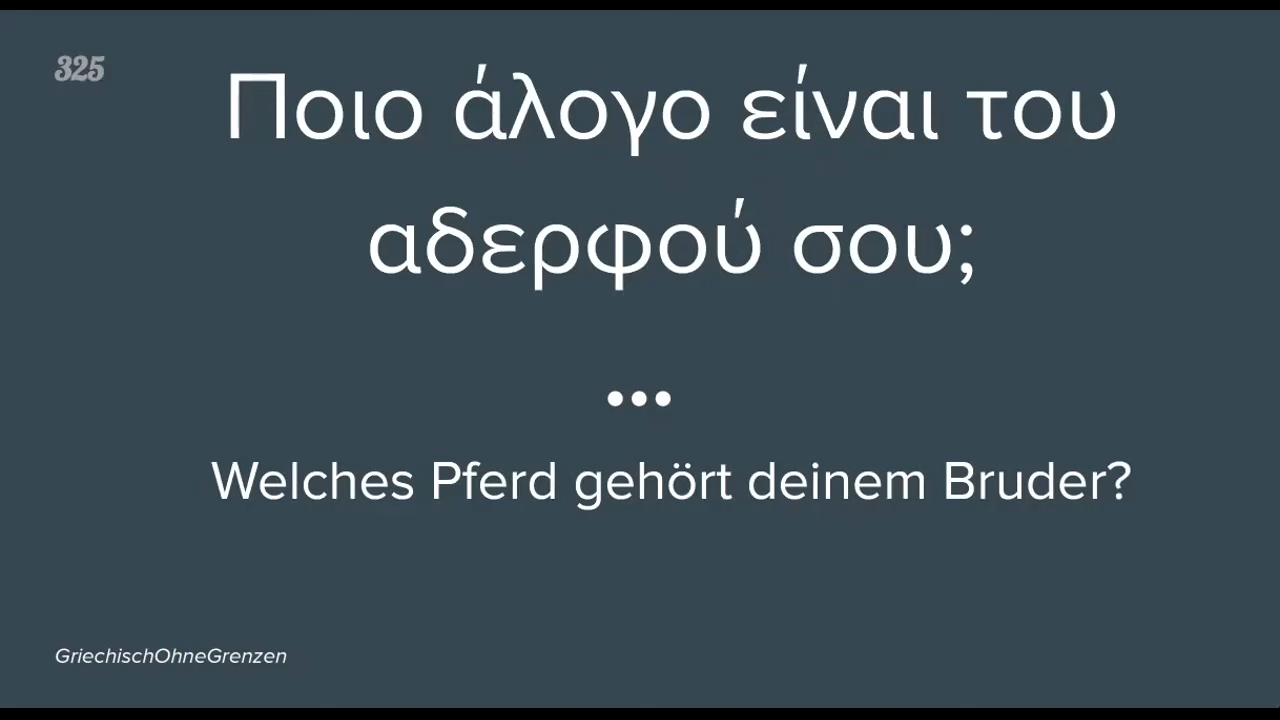 325
Ποιο άλογο είναι του
αδερφού σου;
...
Welches Pferd gehört deinem Bruder?
GriechischOhneGrenzen